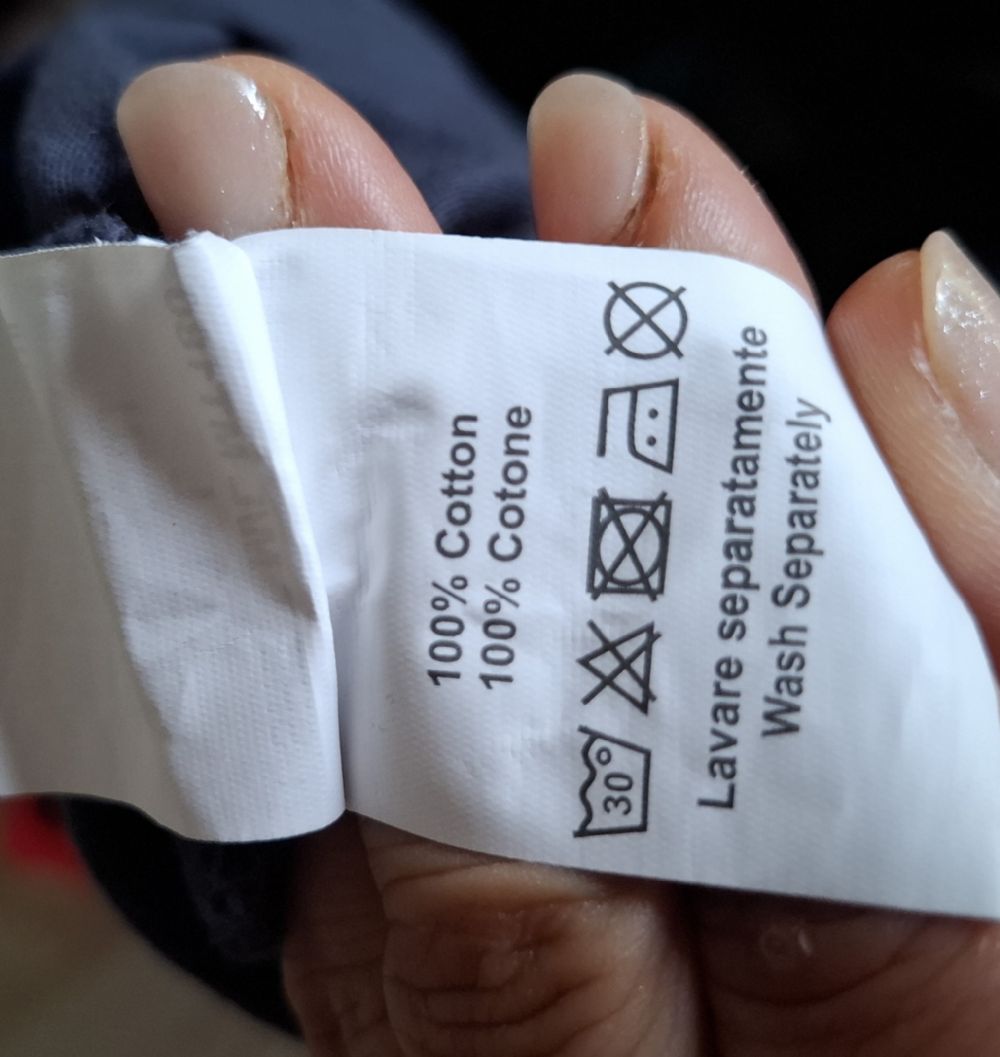 100% Cotton
100% Cotone
30°
Lavare separatamente
Wash Separately